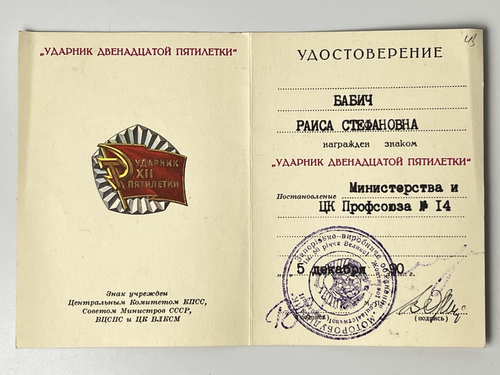 „УДАРНИК ДВЕНАДЦАТОЙ ПЯТИЛЕТКИ“
УДАРНИК
XII
ПЯТИЛЕТКИ
Знак учрежден
Центральным Комитетом КПСС,
Советом Министров СССР,
ВЦСПС и ЦК ВЛКСМ
УДОСТОВЕРЕНИЕ
БАБИЧ
РАИСА СТЕФАНОВНА
награжден знаком
„УДАРНИК ДВЕНАДЦАТОЙ ПЯТИЛЕТКИ“
Постановление Министерства и
ЦК Профсоюза № I4
5 декабря 90
(подпись)